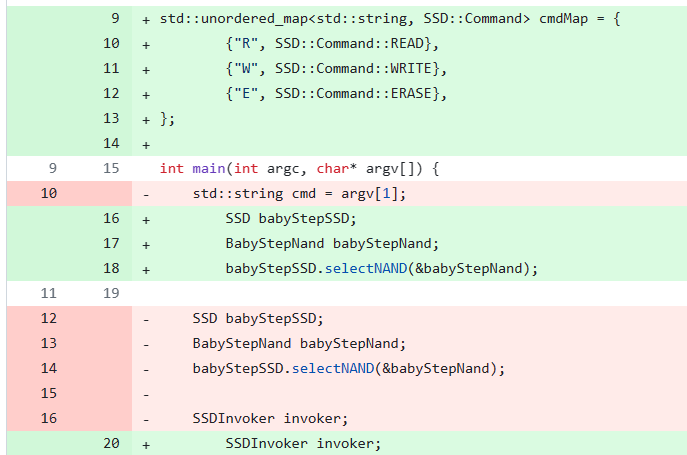 9 + std::unordered_map<std::string, SSD::Command> cmdMap = {
10 + {"R", SSD::Command::READ},
11 + {"W", SSD::Command::WRITE},
12 + {"E", SSD::Command::ERASE},
13 + };
14 +
9 15 int main(int argc, char* argv[]) {
10 - std::string cmd = argv[1];
16 + SSD babyStepSSD;
17 + BabyStepNand babyStepNand;
18 + babyStepSSD.selectNAND(&babyStepNand);
11 19
12 - SSD babyStepSSD;
13 - BabyStepNand babyStepNand;
14 - babyStepSSD.selectNAND(&babyStepNand);
15 -
16 - SSDInvoker invoker;
20 + SSDInvoker invoker;